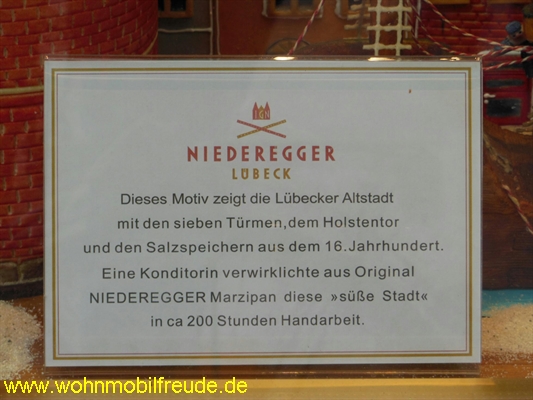 NIEDEREGGER
LÜBECK
Dieses Motiv zeigt die Lübecker Altstadt
mit den sieben Türmen,dem Holstentor
und den Salzspeichern aus dem 16.Jahrhundert.
Eine Konditorin verwirklichte aus Original
NIEDEREGGER Marzipan diese »süße Stadt«
in ca 200 Stunden Handarbeit.
www.wohnmobilfreude.de